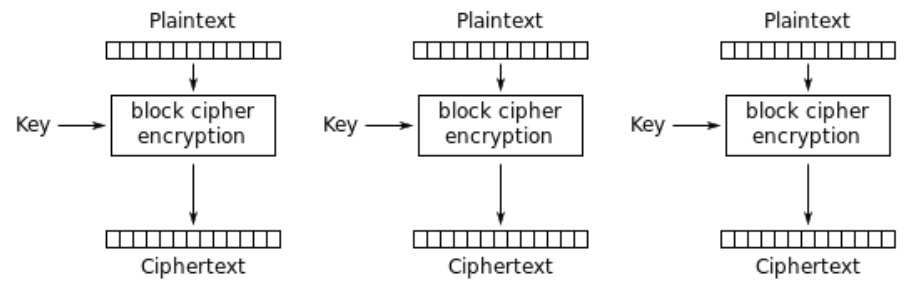 Plaintext
Plaintext
Plaintext
Key
block cipher
encryption
Key
block cipher
encryption
Key
block cipher
encryption
Ciphertext
Ciphertext
Ciphertext